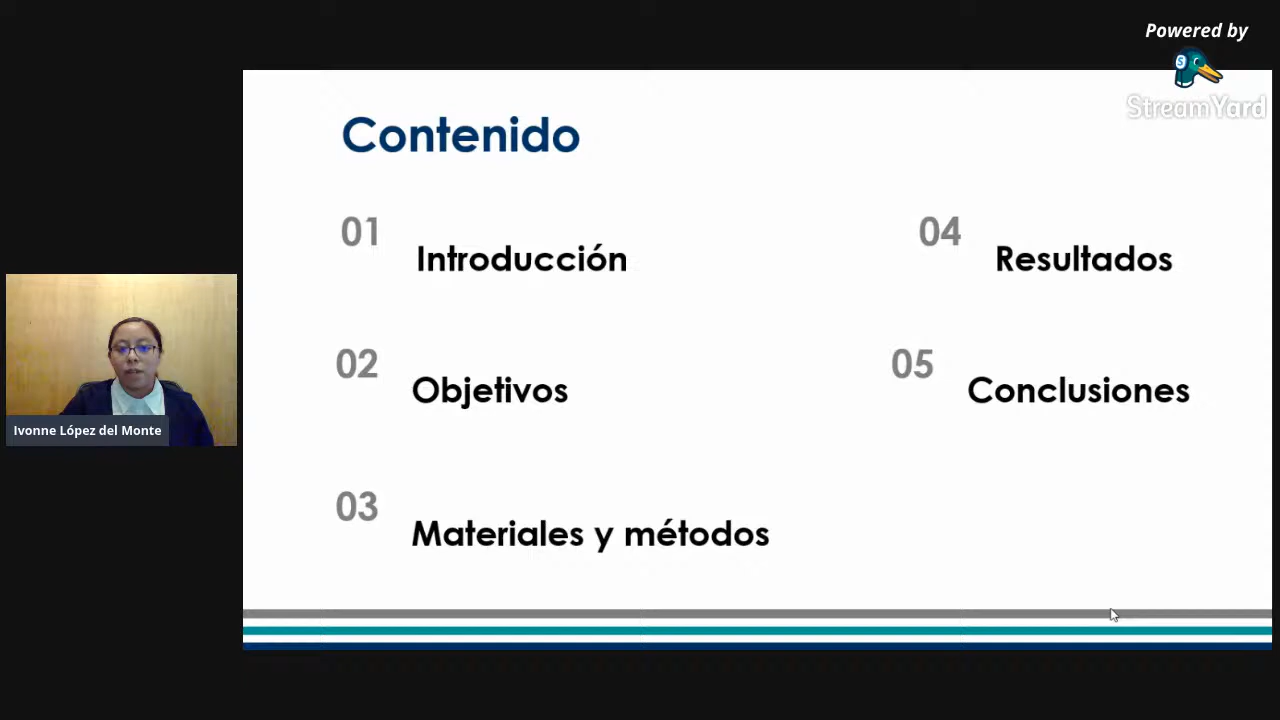 Powered by
StreamYard
Contenido
01
Introducción
02
Objetivos
03
Materiales y métodos
04
Resultados
05
Conclusiones
Ivonne López del Monte